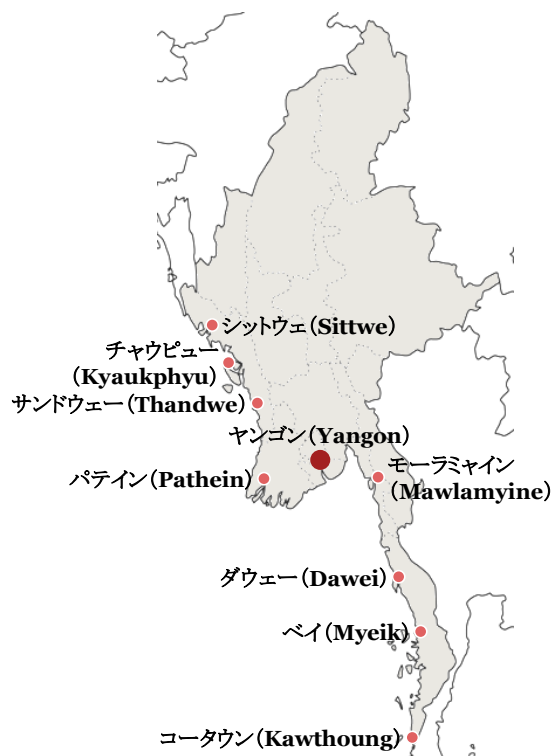 シットウェ（Sittwe）
チャウピュー
（Kyaukphyu）
サンドウェー（Thandwe）
ヤンゴン（Yangon）
パテイン（Pathein）
モーラミャイン
（Mawlamyine）
ダウェー（Dawei）
ベイ（Myeik）
コータウン（Kawthoung）